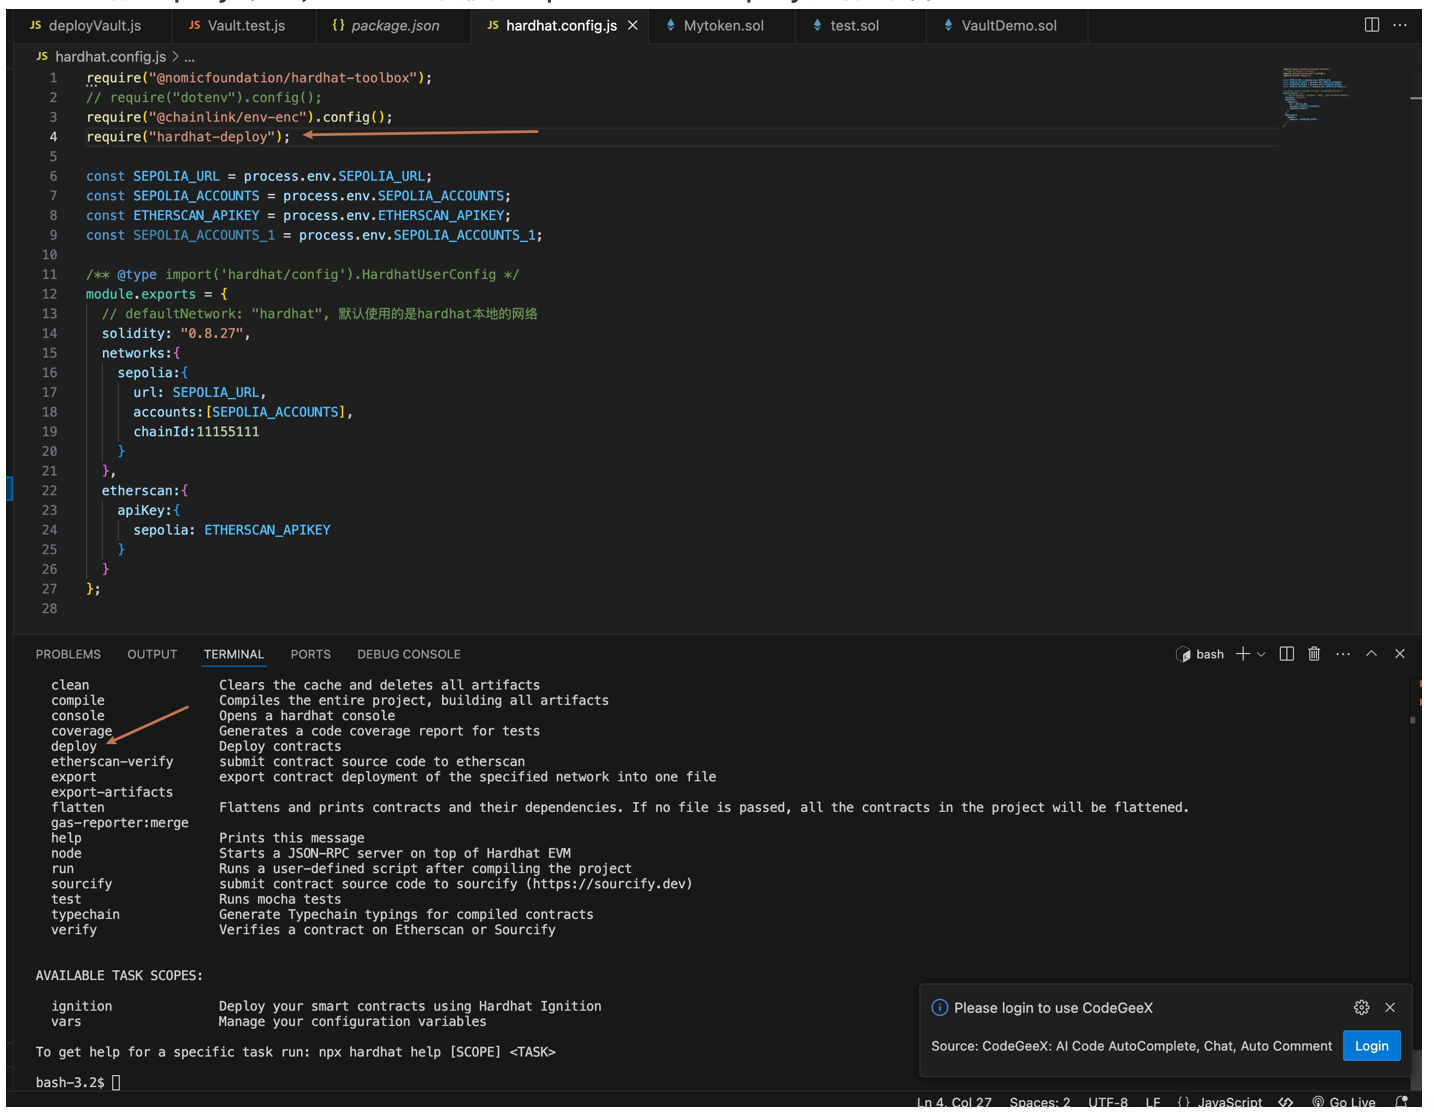 JS deployVault.js JS Vault.test.js {} package.json JS hardhat.config.js × Mytoken.sol test.sol VaultDemo.sol ···
JS hardhat.config.js > ...
1 require("@nomicfoundation/hardhat-toolbox");
2 // require("dotenv").config();
3 require("@chainlink/env-enc").config();
4 require("hardhat-deploy");
5
6 const SEPOLIA_URL = process.env.SEPOLIA_URL;
7 const SEPOLIA_ACCOUNTS = process.env.SEPOLIA_ACCOUNTS;
8 const ETHERSCAN_APIKEY = process.env.ETHERSCAN_APIKEY;
9 const SEPOLIA_ACCOUNTS_1 = process.env.SEPOLIA_ACCOUNTS_1;
10
11 /** @type import('hardhat/config').HardhatUserConfig */
12 module.exports = {
13 // defaultNetwork: "hardhat", 默认使用的是hardhat本地的网络
14 solidity: "0.8.27",
15 networks:{
16 sepolia:{
17 url: SEPOLIA_URL,
18 accounts:[SEPOLIA_ACCOUNTS],
19 chainId:11155111
20 }
21 },
22 etherscan:{
23 apiKey:{
24 sepolia: ETHERSCAN_APIKEY
25 }
26 }
27 };
28
PROBLEMS OUTPUT TERMINAL PORTS DEBUG CONSOLE bash
clean Clears the cache and deletes all artifacts
compile Compiles the entire project, building all artifacts
console Opens a hardhat console
coverage Generates a code coverage report for tests
deploy Deploy contracts
etherscan-verify submit contract source code to etherscan
export export contract deployment of the specified network into one file
export-artifacts
flatten Flattens and prints contracts and their dependencies. If no file is passed, all the contracts in the project will be flattened.
gas-reporter:merge
help Prints this message
node Starts a JSON-RPC server on top of Hardhat EVM
run Runs a user-defined script after compiling the project
sourcify submit contract source code to sourcify (https://sourcify.dev)
test Runs mocha tests
typechain Generate Typechain typings for compiled contracts
verify Verifies a contract on Etherscan or Sourcify
AVAILABLE TASK SCOPES:
ignition Deploy your smart contracts using Hardhat Ignition
vars Manage your configuration variables
To get help for a specific task run: npx hardhat help [SCOPE] <TASK>
bash-3.2$
Please login to use CodeGeeX
Source: CodeGeeX: AI Code AutoComplete, Chat, Auto Comment Login
Ln 4, Col 27 Spaces: 2 UTF-8 LF {} JavaScript Go Live